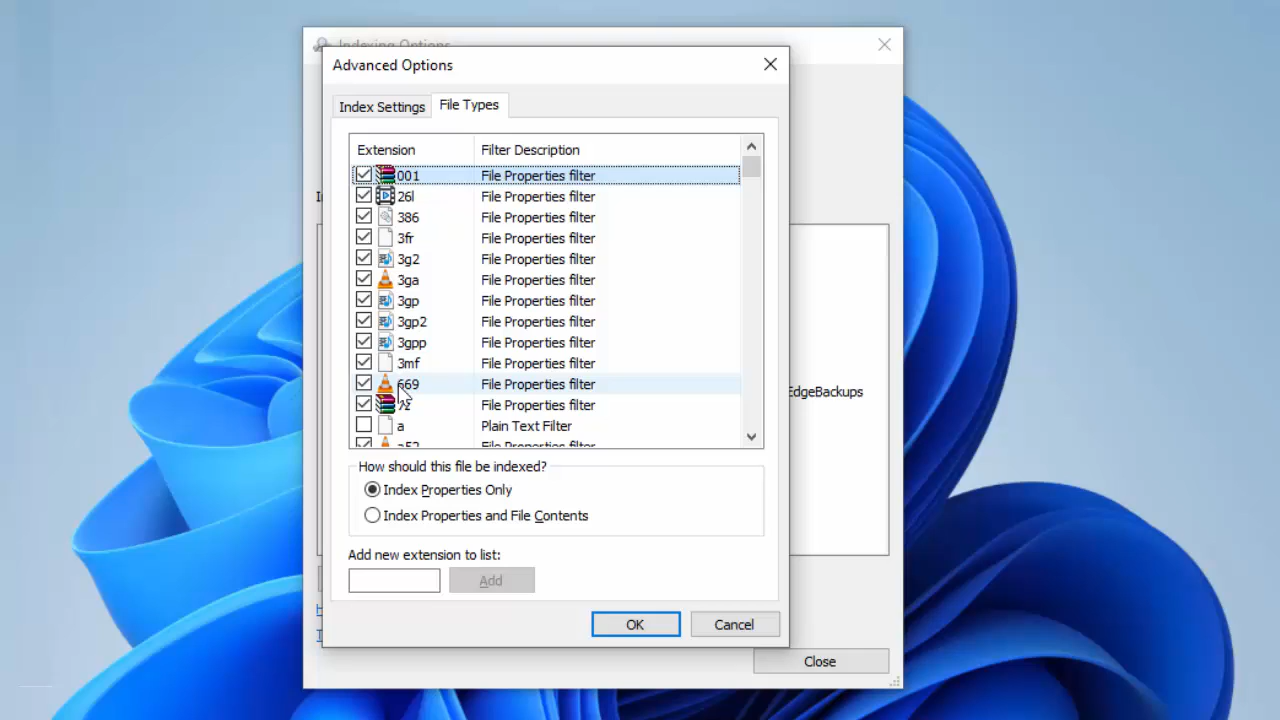 Indexing Options
Advanced Options
Index Settings
File Types
Extension Filter Description
001 File Properties filter
26l File Properties filter
386 File Properties filter
3fr File Properties filter
3g2 File Properties filter
3ga File Properties filter
3gp File Properties filter
3gp2 File Properties filter
3gpp File Properties filter
3mf File Properties filter
669 File Properties filter
7z File Properties filter
a Plain Text Filter
a52 File Properties filter
EdgeBackups
How should this file be indexed?
Index Properties Only
Index Properties and File Contents
Add new extension to list:
Add
OK
Cancel
Close